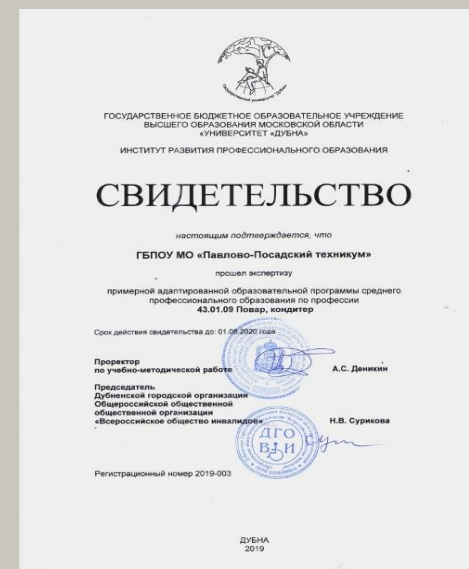 ГОСУДАРСТВЕННОЕ БЮДЖЕТНОЕ ОБРАЗОВАТЕЛЬНОЕ УЧРЕЖДЕНИЕ
ВЫСШЕГО ОБРАЗОВАНИЯ МОСКОВСКОЙ ОБЛАСТИ
«УНИВЕРСИТЕТ «ДУБНА»
ИНСТИТУТ РАЗВИТИЯ ПРОФЕССИОНАЛЬНОГО ОБРАЗОВАНИЯ
СВИДЕТЕЛЬСТВО
настоящим подтверждается, что
ГБПОУ МО «Павлово-Посадский техникум»
прошел экспертизу
примерной адаптированной образовательной программы среднего
профессионального образования по профессии
43.01.09 Повар, кондитер
Срок действия свидетельства до: 01.06.2020 года
Проректор
по учебно-методической работе А.С. Деникин
Председатель
Дубненской городской организации
Общероссийской общественной
общественной организации
«Всероссийское общество инвалидов» Н.В. Сурикова
ДГО
ВОИ
Регистрационный номер 2019-003
ДУБНА
2019